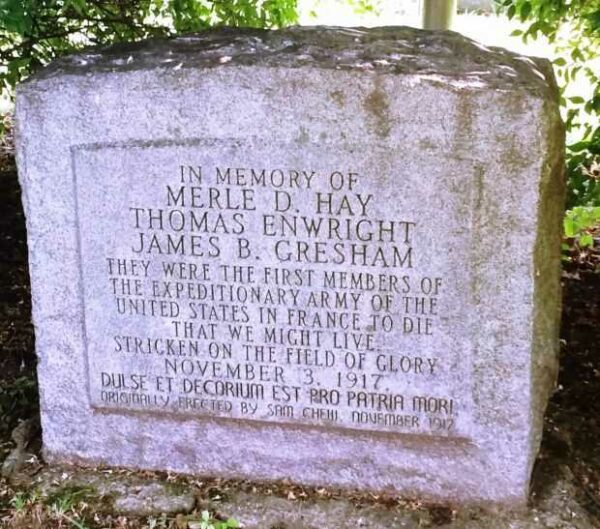 IN MEMORY OF
MERLE D. HAY
THOMAS ENWRIGHT
JAMES B. GRESHAM
THEY WERE THE FIRST MEMBERS OF
THE EXPEDITIONARY ARMY OF THE
UNITED STATES IN FRANCE TO DIE
THAT WE MIGHT LIVE.
STRICKEN ON THE FIELD OF GLORY
NOVEMBER 3, 1917.
DULSE ET DECORIUM EST PRO PATRIA MORI
ORIGINALLY ERECTED BY SAM CHEW, NOVEMBER 1917